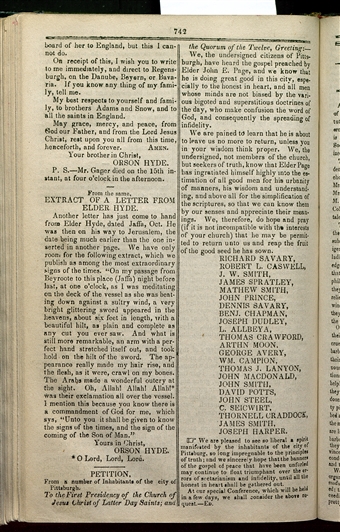 742
board of her to England, but this I can-
not do.
On receipt of this, I wish you to write
to me immediately, and direct to Regens-
burg, on the Danube, Beyarn, or Bava-
ria. If you know any thing of my fami-
ly, tell me.
My best respects to yourself and fami-
ly, to brothers Adams and Snow, and to
all the saints in England.
May grace, mercy, and peace, from
God our Father, and from the Lord Jesus
Christ, rest upon you all from this time,
henceforth, and forever. AMEN.
Your brother in Christ,
ORSON HYDE.
P. S.—Mr. Gager died on the 15th in-
stant, at four o'clock in the afternoon.
From the same.
EXTRACT OF A LETTER FROM
ELDER HYDE.
Another letter has just come to hand
from Elder Hyde, dated Jaffa, Oct. He
was then on his way to Jerusalem, the
date being much earlier than the one in-
serted in another page. We have only
room for the following extract, which we
publish as among the most extraordinary
signs of the times. "On my passage from
Beyroote to this place (Jaffa) night before
last, at one o'clock, as I was meditating
on the deck of the vessel as she was beat-
ing down against a sultry wind, a very
bright glittering sword appeared in the
heavens, about six feet in length, with a
beautiful hilt, as plain and complete as
any cut you ever saw. And what is
still more remarkable, an arm with a per-
fect hand stretched itself out, and took
hold on the hilt of the sword. The ap-
pearance really made my hair rise, and
the flesh, as it were, crawl on my bones.
The Arabs made a wonderful outery at
the sight. Oh, Allah! Allah! Allah!"
was their exclamation all over the vessel.
I mention this because you know there is
a commandment of God for me, which
says, "Unto you it shall be given to know
the signs of the times, and the sign of the
coming of the Son of Man."
Yours in Christ,
ORSON HYDE.
*O Lord, Lord, Lord.
PETITION,
From a number of Inhabitants of the city of
Pittsburg.
To the First Presidency of the Church of
Jesus Christ of Latter Day Saints; and
the Quorum of the Twelve, Greeting:—
We, the undersigned citizens of Pitts-
burgh, have heard the gospel preached by
Elder John E. Page, and we know that
he is doing great good in this city, espe-
cially to the honest in heart, and all men
whose minds are not biased by the vari-
ous bigoted and superstitious doctrines of
the day, who make confusion the word of
God, and consequently the spreading of
infidelity.
We are pained to learn that he is about
to leave us no more to return, unless you
in your wisdom think proper. We, the
undersigned, not members of the church,
but seekers of truth, know that Elder Page
has ingratiated himself highly into the es-
timation of all good men for his urbanity
of manners, his wisdom and understand-
ing, and above all for the simplification of
the scriptures, so that we can know them
by our senses and appreciate their mean-
ings. We, therefore, do hope and pray
(if it is not incompatible with the interests
of your church) that he may be permit-
ted to return unto us and reap the fruit
of the good seed he has sown.
RICHARD SAVARY,
ROBERT L. CASWELL,
J. W. SMITH,
JAMES SPRATLEY,
MATHEW SMITH,
JOHN PRINCE,
DENNIS SAVARY,
BENJ. CHAPMAN,
JOSEPH DUDLEY,
L. ALLBEYA,
THOMAS CRAWFORD,
ARTHN MOON,
GEORGE AVERY,
WM. CAMPION,
THOMAS J. LANYON,
JOHN MACDONALD,
JOHN SMITH,
DAVID POTTS,
JOHN STEEL,
C. SEICWIRT,
THORNELL CRADDOCK,
JAMES SMITH,
JOSEPH HARPER.
☞ We are pleased to see so liberal a spirit
manifested by the inhabitants of the city of
Pittsburg, so long impregnable to the principles
of truth; and we sincerely hope that the banners
of the gospel of peace that have been unfurled
may continue to float triumphant over the er-
rors of sectarianism and infidelity, until all the
honest in heart shall be gathered out.
At our special Conference, which will be held
in a few days, we shall consider the above re-
quest.—ED.